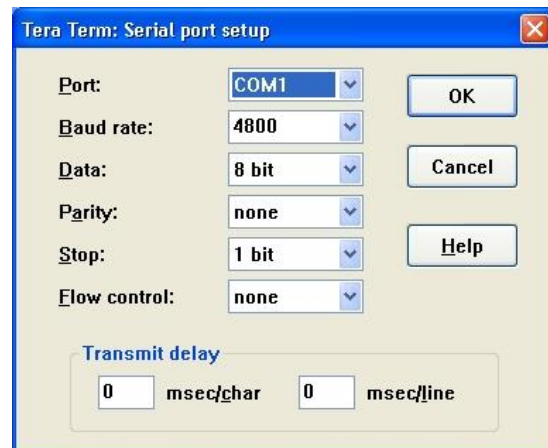 Tera Term: Serial port setup
Port: COM1
OK
Baud rate: 4800
Data: 8 bit
Cancel
Parity: none
Stop: 1 bit
Help
Flow control: none
Transmit delay
0 msec/char 0 msec/line